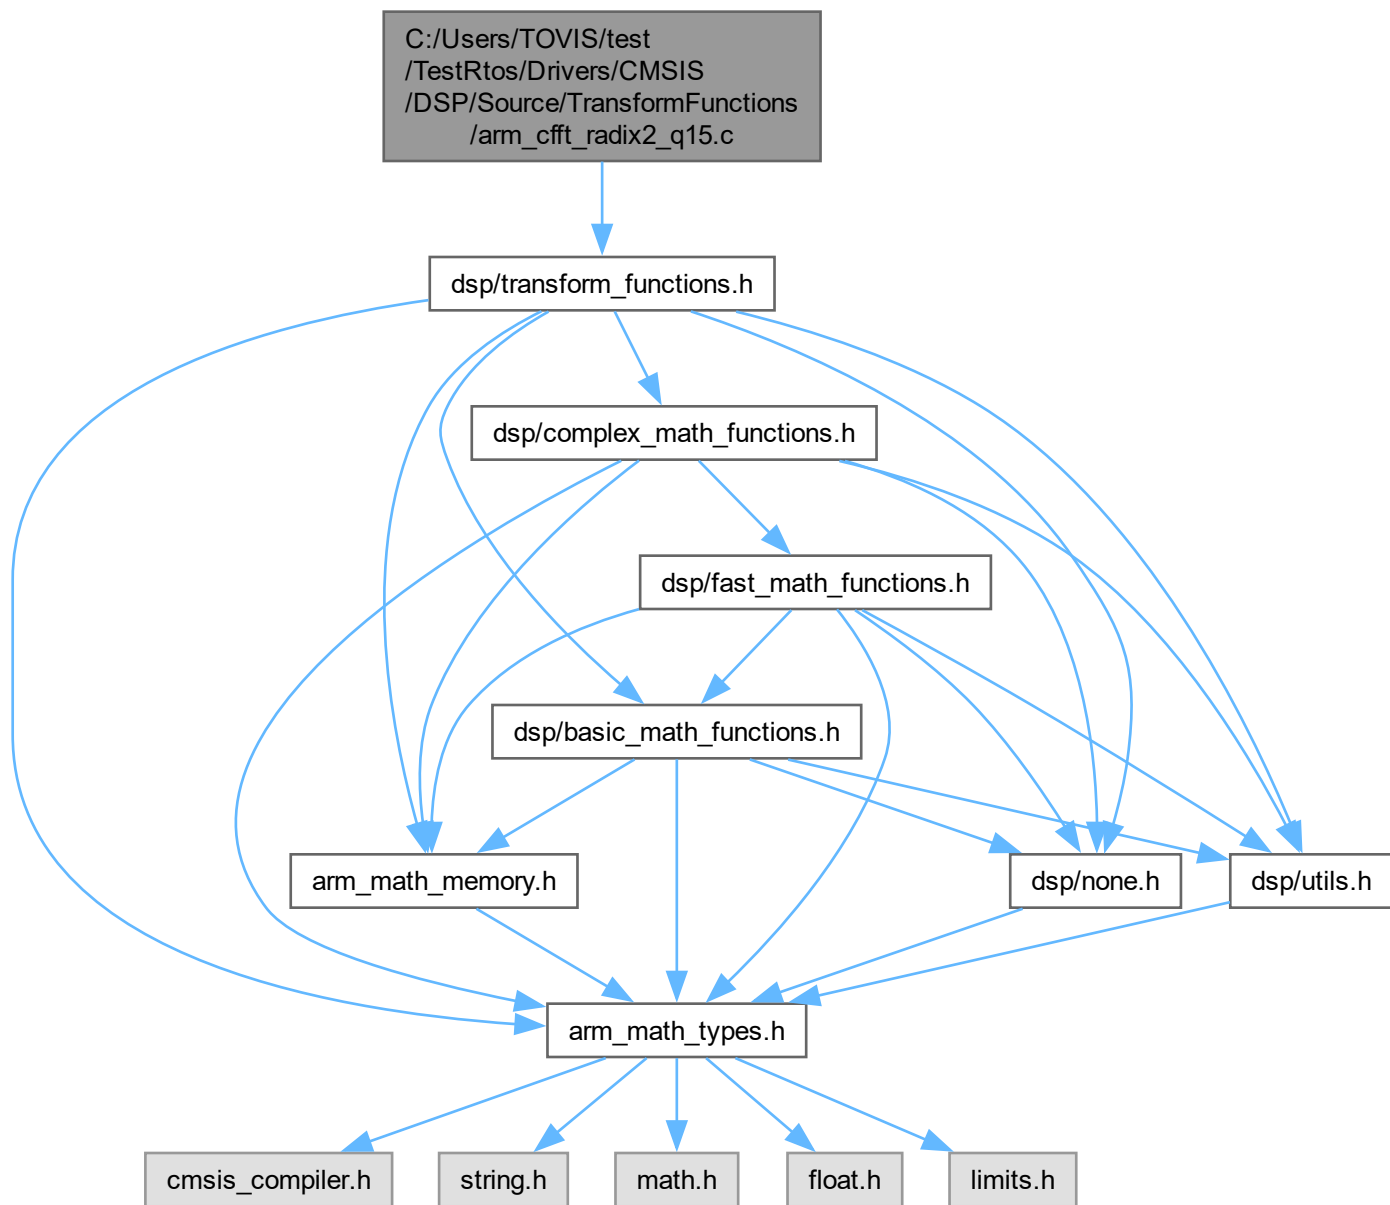 C:/Users/TOVIS/test
/TestRtos/Drivers/CMSIS
/DSP/Source/TransformFunctions
/arm_cfft_radix2_q15.c
dsp/transform_functions.h
dsp/complex_math_functions.h
dsp/fast_math_functions.h
dsp/basic_math_functions.h
arm_math_memory.h
dsp/none.h
dsp/utils.h
arm_math_types.h
cmsis_compiler.h
string.h
math.h
float.h
limits.h